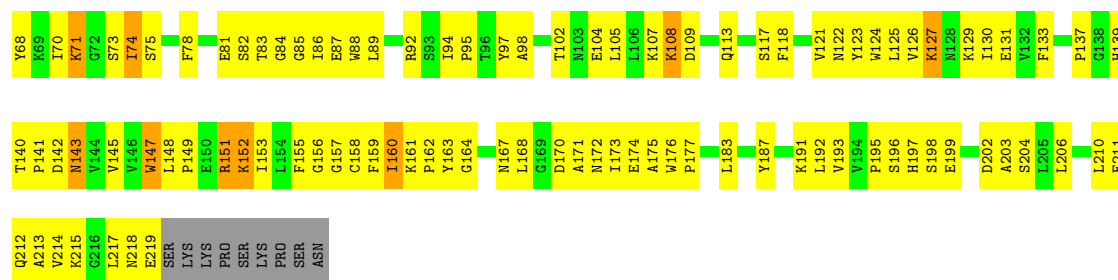 Y68 K69 I70 K71 G72 S73 I74 S75 F78 E81 S82 T83 G84 G85 I86 E87 W88 L89 R92 S93 I94 P95 T96 Y97 A98 T102 N103 E104 L105 L106 K107 K108 D109 Q113 S117 F118 V121 N122 Y123 W124 L125 V126 K127 N128 K129 I130 E131 V132 F133 P137 G138 H139
T140 P141 D142 N143 V144 V145 V146 W147 L148 P149 E150 R151 K152 I153 L154 F155 G156 G157 C158 F159 I160 K161 P162 Y163 G164 N167 L168 G169 D170 A171 N172 I173 E174 A175 W176 P177 L183 Y187 K191 L192 V193 V194 P195 S196 H197 S198 E199 D202 A203 S204 L205 L206 L210 E211
Q212 A213 V214 K215 G216 L217 N218 E219 SER LYS LYS PRO SER LYS PRO SER ASN